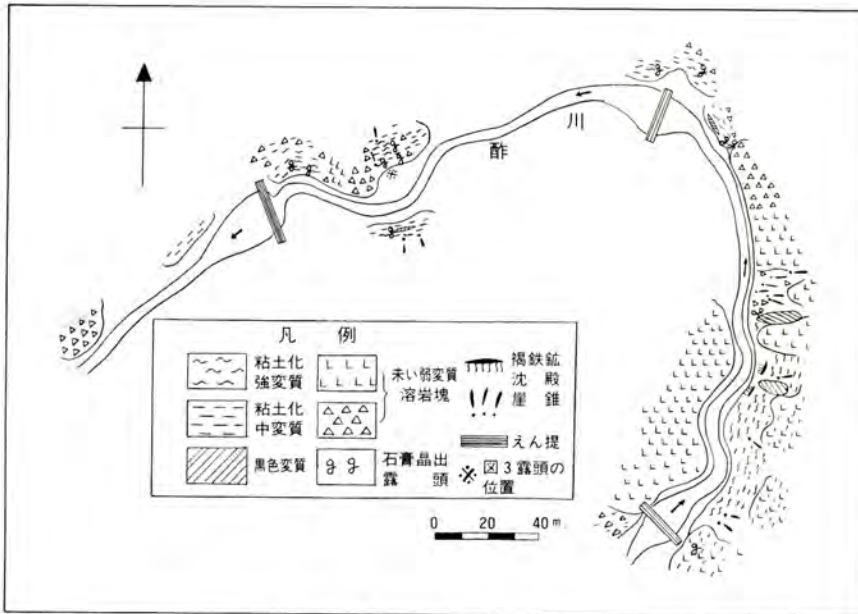 酢 川
凡 例
粘土化
強変質
粘土化
中変質
黒色変質
未い弱変質
溶岩塊
g g
石膏晶出
露頭
褐鉄鉱
沈殿
崖錐
えん提
図3露頭の
位置
0 20 40 m